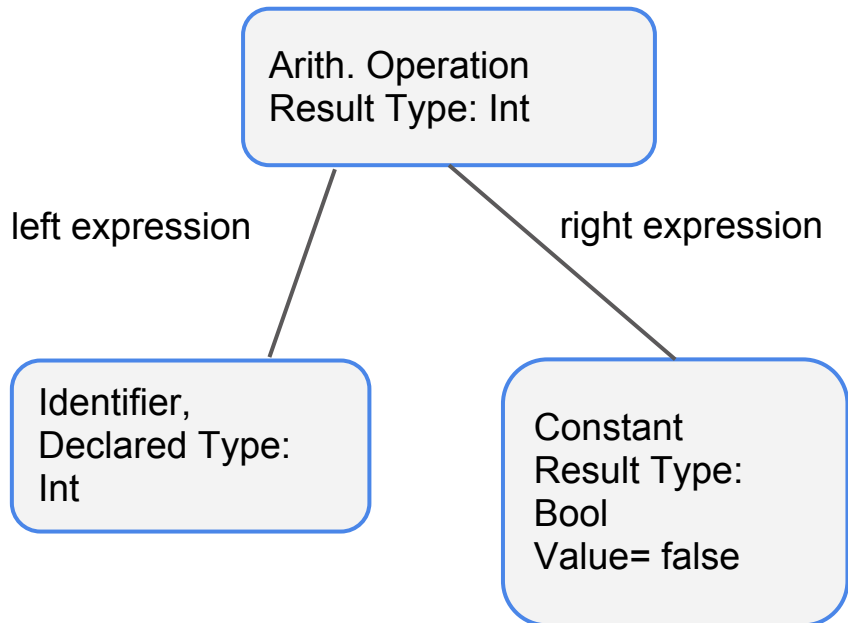 Arith. Operation
Result Type: Int
left expression
right expression
Identifier,
Declared Type:
Int
Constant
Result Type:
Bool
Value= false